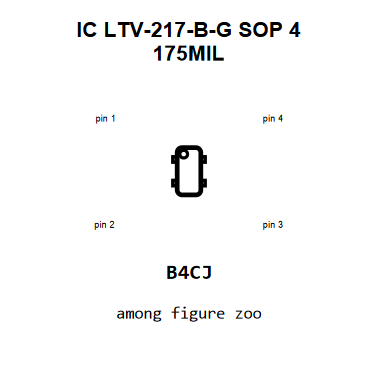 IC LTV-217-B-G SOP 4
175MIL
pin 1
pin 4
pin 2
pin 3
B4CJ
among figure zoo